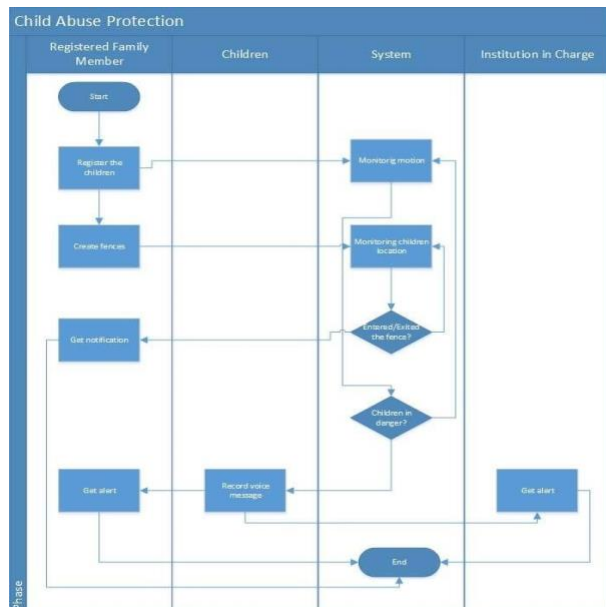 Child Abuse Protection
Registered Family
Member
Children
System
Institution in Charge
Start
Register the
children
Monitorig motion
Create fences
Monitoring children
location
Get notification
Entered/Exited
the fence?
Children in
danger?
Get alert
Record voice
message
Get alert
End
Phase